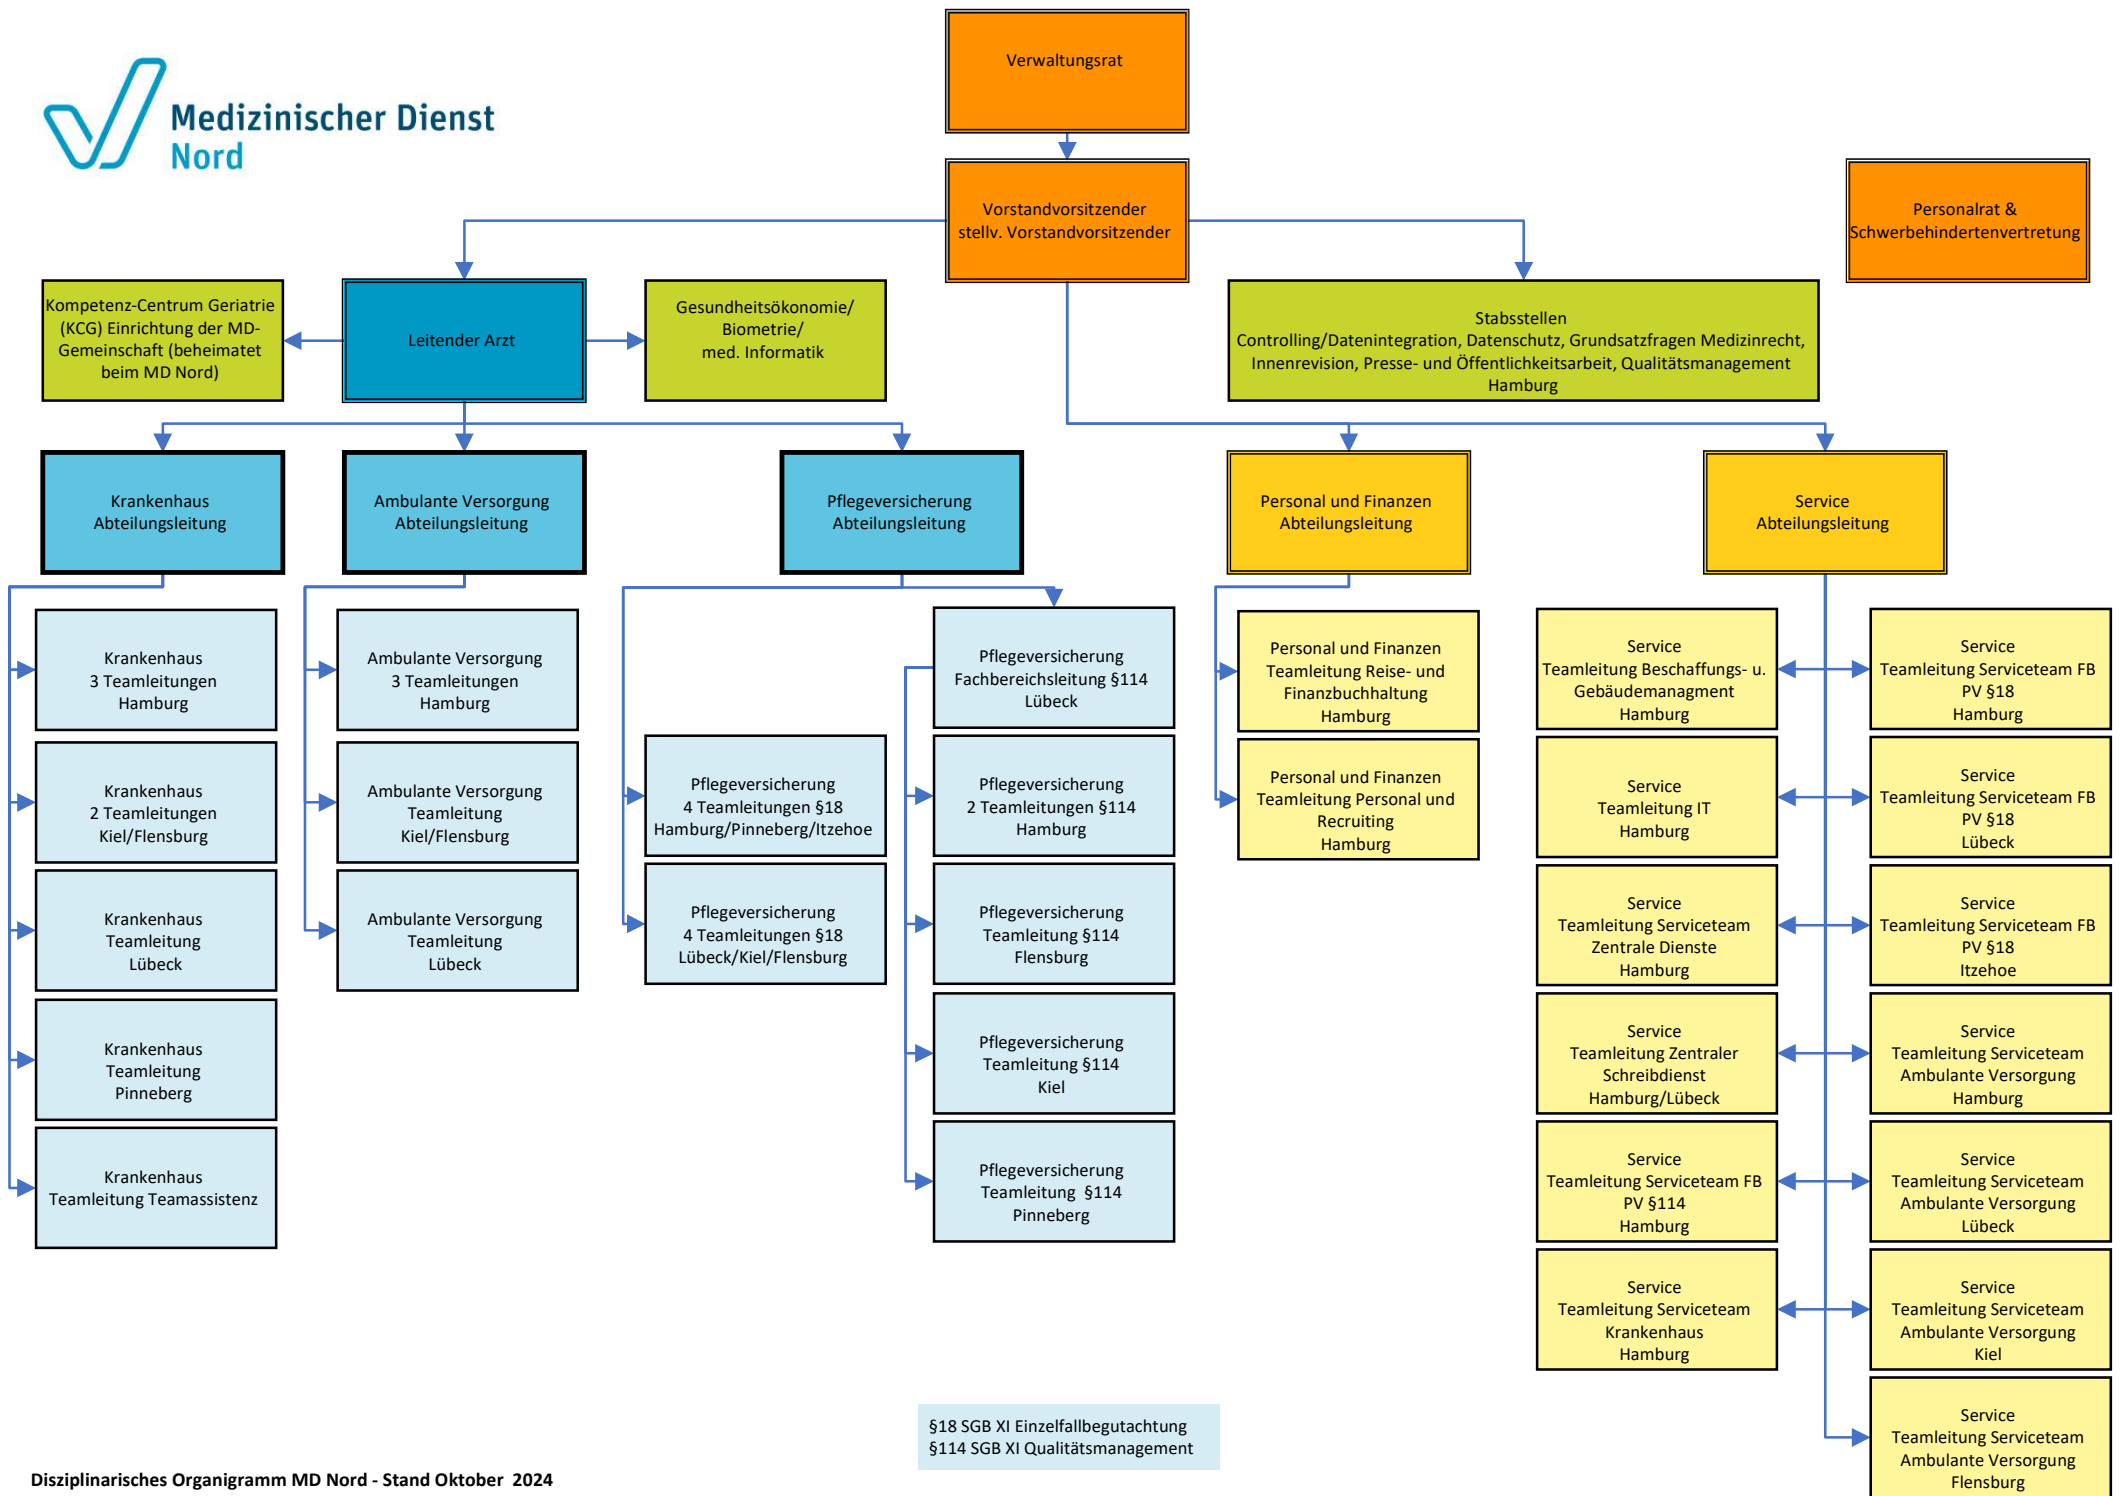 Verwaltungsrat
Medizinischer Dienst
Nord
Vorstandvorsitzender
stellv. Vorstandvorsitzender
Personalrat &
Schwerbehindertenvertretung
Kompetenz-Centrum Geriatrie
(KCG) Einrichtung der MD-
Gemeinschaft (beheimatet
beim MD Nord)
Leitender Arzt
Gesundheitsökonomie/
Biometrie/
med. Informatik
Stabsstellen
Controlling/Datenintegration, Datenschutz, Grundsatzfragen Medizinrecht,
Innenrevision, Presse- und Öffentlichkeitsarbeit, Qualitätsmanagement
Hamburg
Krankenhaus
Abteilungsleitung
Ambulante Versorgung
Abteilungsleitung
Pflegeversicherung
Abteilungsleitung
Personal und Finanzen
Abteilungsleitung
Service
Abteilungsleitung
Krankenhaus
3 Teamleitungen
Hamburg
Krankenhaus
2 Teamleitungen
Kiel/Flensburg
Krankenhaus
Teamleitung
Lübeck
Krankenhaus
Teamleitung
Pinneberg
Krankenhaus
Teamleitung Teamassistenz
Ambulante Versorgung
3 Teamleitungen
Hamburg
Ambulante Versorgung
Teamleitung
Kiel/Flensburg
Ambulante Versorgung
Teamleitung
Lübeck
Pflegeversicherung
4 Teamleitungen §18
Hamburg/Pinneberg/Itzehoe
Pflegeversicherung
4 Teamleitungen §18
Lübeck/Kiel/Flensburg
Pflegeversicherung
Fachbereichsleitung §114
Lübeck
Pflegeversicherung
2 Teamleitungen §114
Hamburg
Pflegeversicherung
Teamleitung §114
Flensburg
Pflegeversicherung
Teamleitung §114
Kiel
Pflegeversicherung
Teamleitung §114
Pinneberg
Personal und Finanzen
Teamleitung Reise- und
Finanzbuchhaltung
Hamburg
Personal und Finanzen
Teamleitung Personal und
Recruiting
Hamburg
Service
Teamleitung Beschaffungs- u.
Gebäudemanagment
Hamburg
Service
Teamleitung IT
Hamburg
Service
Teamleitung Serviceteam
Zentrale Dienste
Hamburg
Service
Teamleitung Zentraler
Schreibdienst
Hamburg/Lübeck
Service
Teamleitung Serviceteam FB
PV §114
Hamburg
Service
Teamleitung Serviceteam
Krankenhaus
Hamburg
Service
Teamleitung Serviceteam FB
PV §18
Hamburg
Service
Teamleitung Serviceteam FB
PV §18
Lübeck
Service
Teamleitung Serviceteam FB
PV §18
Itzehoe
Service
Teamleitung Serviceteam
Ambulante Versorgung
Hamburg
Service
Teamleitung Serviceteam
Ambulante Versorgung
Lübeck
Service
Teamleitung Serviceteam
Ambulante Versorgung
Kiel
Service
Teamleitung Serviceteam
Ambulante Versorgung
Flensburg
§18 SGB XI Einzelfallbegutachtung
§114 SGB XI Qualitätsmanagement
Disziplinarisches Organigramm MD Nord - Stand Oktober 2024